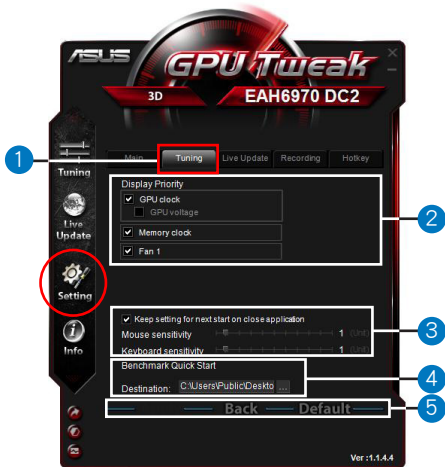 ASUS
GPU Tweak
3D
EAH6970 DC2
1
Main
Tuning
Live Update
Recording
Hotkey
Tuning
Live
Update
Setting
Info
Display Priority
GPU clock
GPU voltage
Memory clock
Fan 1
2
Keep setting for next start on close application
Mouse sensitivity
1 (Unit)
Keyboard sensitivity
1 (Unit)
3
Benchmark Quick Start
Destination:
C:\Users\Public\Deskto
...
4
Back
Default
5
Ver :1.1.4.4